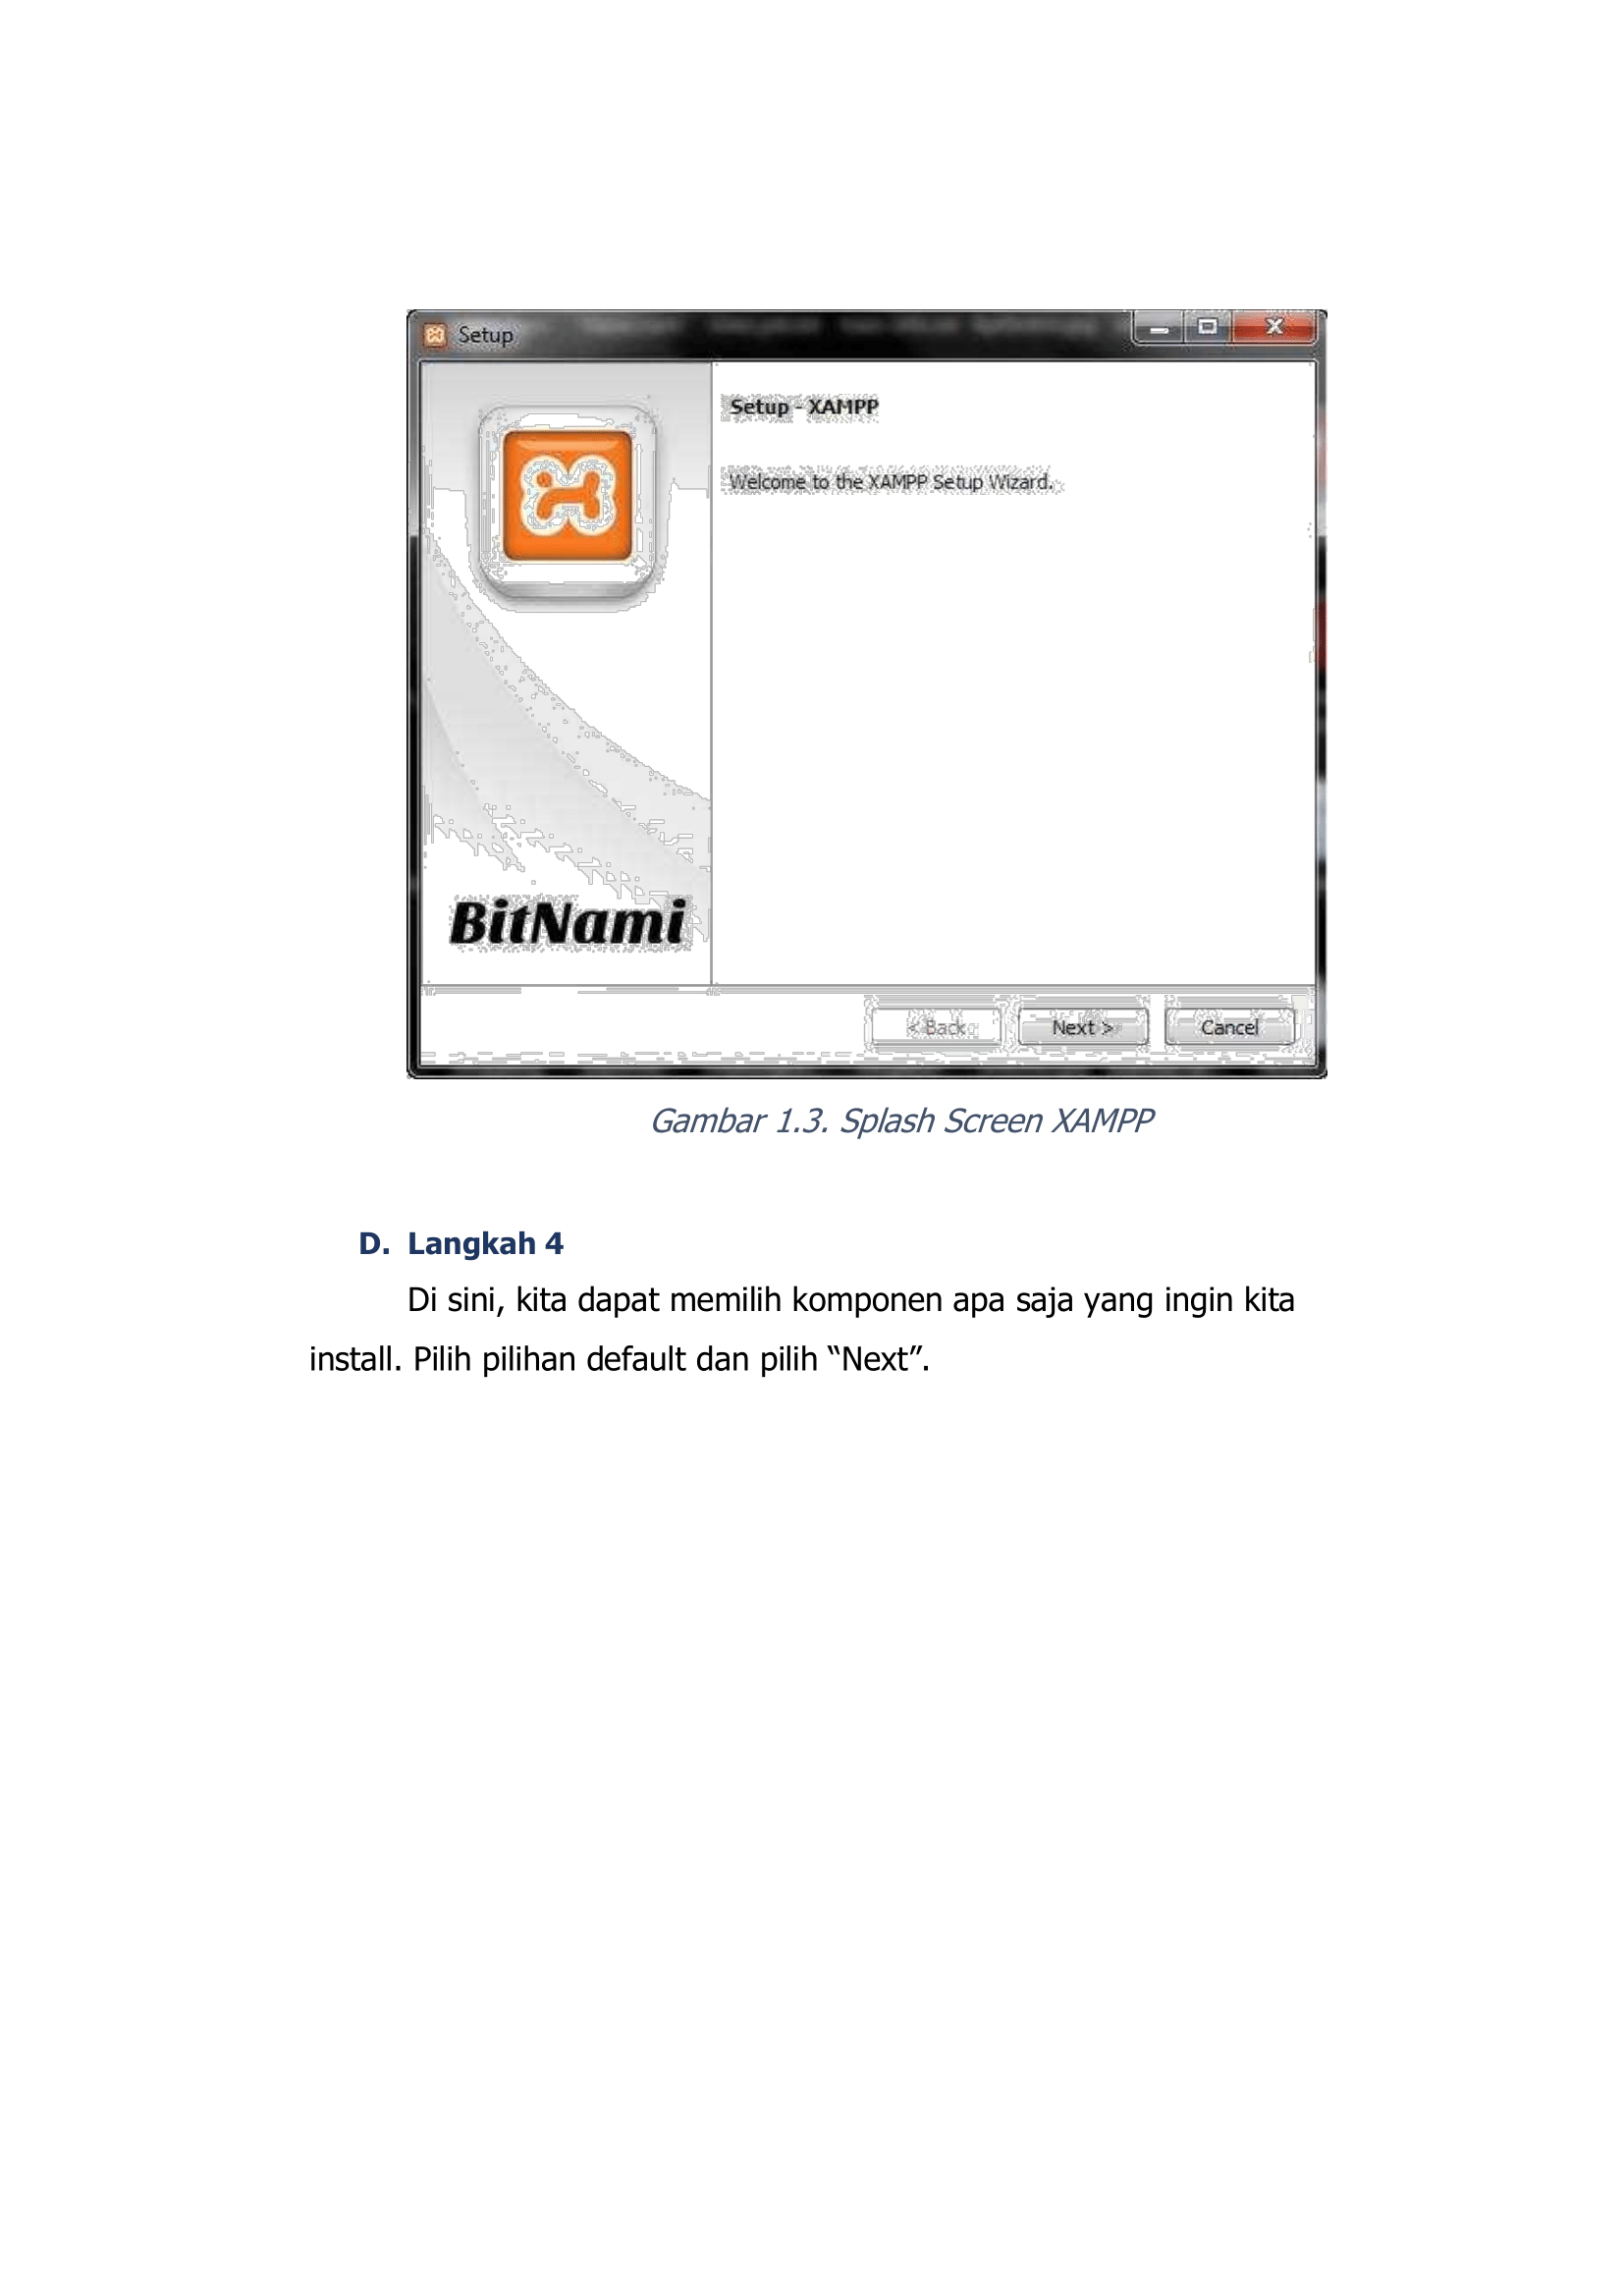 Setup
Setup - XAMPP
Welcome to the XAMPP Setup Wizard.
BitNami
< Back
Next >
Cancel
Gambar 1.3. Splash Screen XAMPP
D. Langkah 4
Di sini, kita dapat memilih komponen apa saja yang ingin kita
install. Pilih pilihan default dan pilih “Next”.